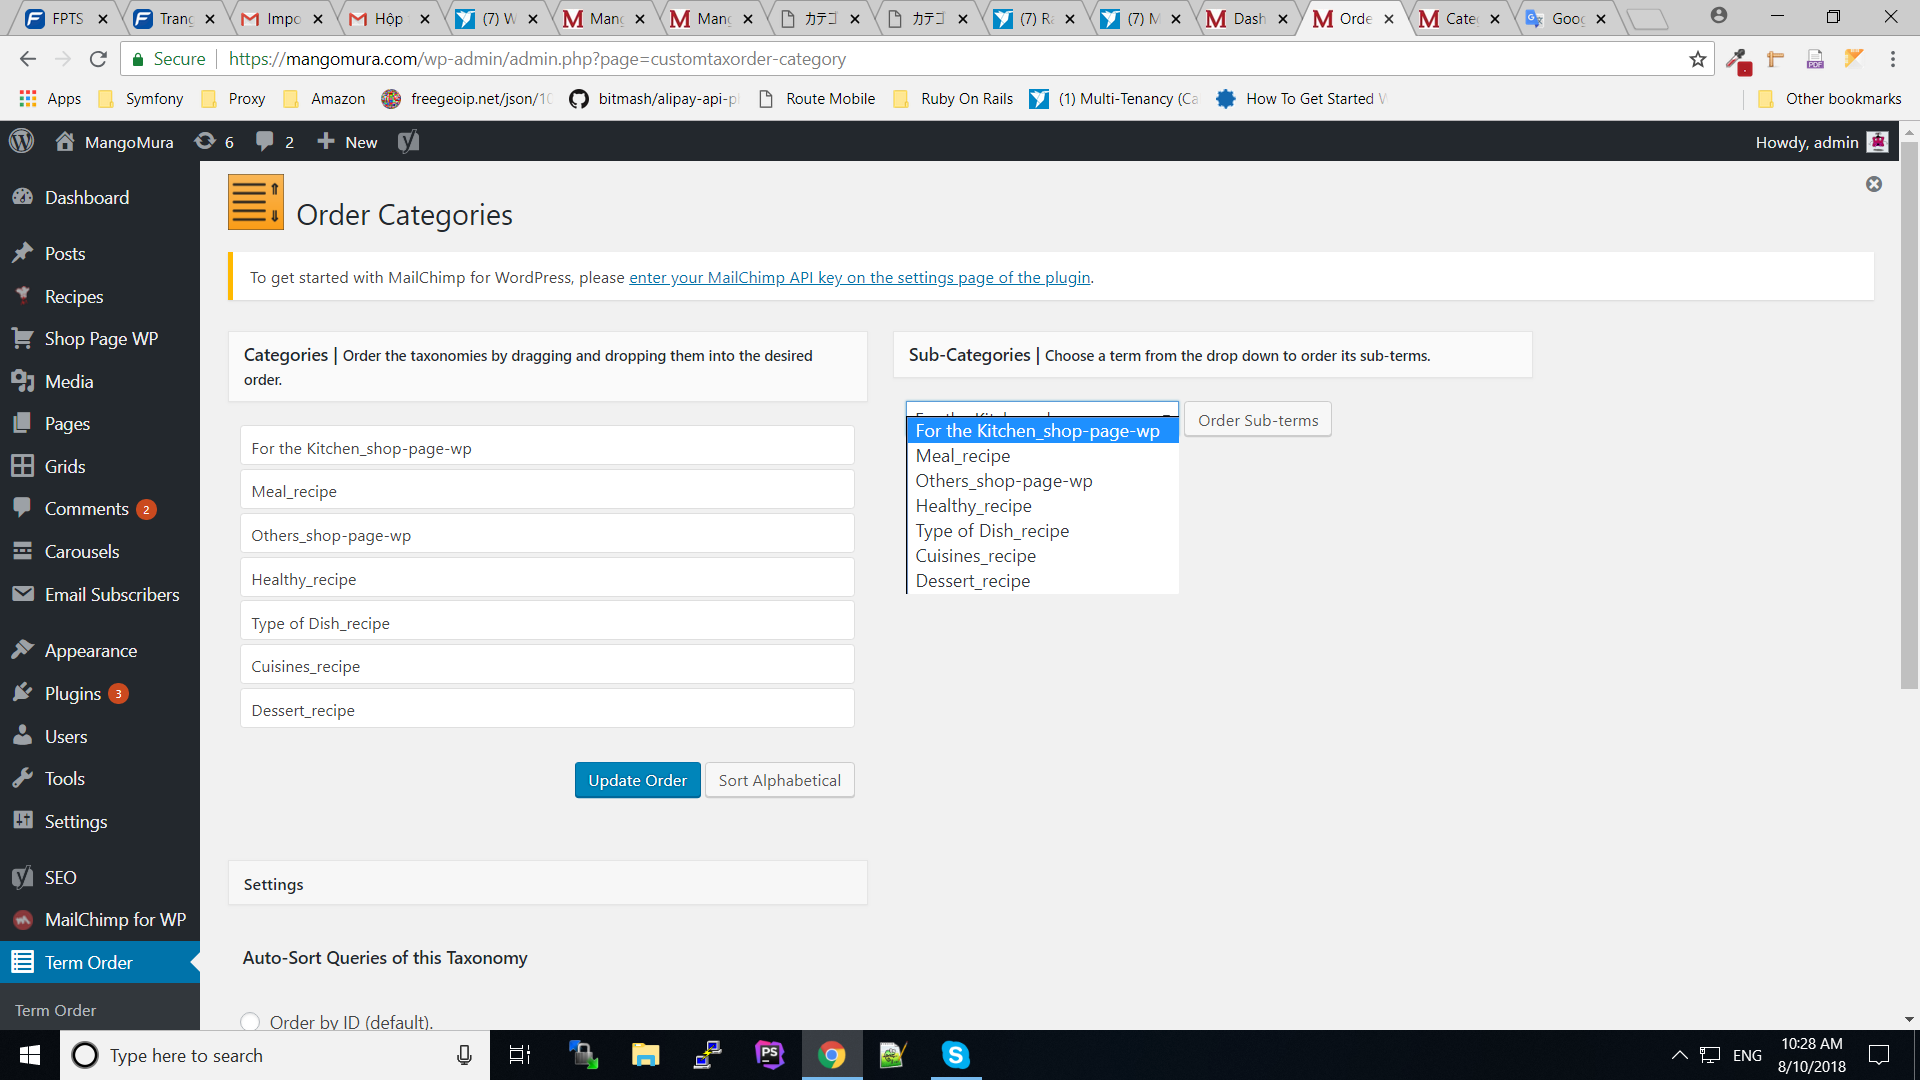 FPTS
Trang
Impo
Hộp
(7) W
Mang
Mang
カテゴ
カテゴ
(7) Ra
(7) M
Dash
Orde
Cate
Goog
Secure
https://mangomura.com/wp-admin/admin.php?page=customtaxorder-category
Apps
Symfony
Proxy
Amazon
freegeoip.net/json/10
bitmash/alipay-api-p
Route Mobile
Ruby On Rails
(1) Multi-Tenancy (Ca
How To Get Started W
Other bookmarks
MangoMura
6
2
New
Howdy, admin
Dashboard
Posts
Recipes
Shop Page WP
Media
Pages
Grids
Comments 2
Carousels
Email Subscribers
Appearance
Plugins 3
Users
Tools
Settings
SEO
MailChimp for WP
Term Order
Term Order
Order Categories
To get started with MailChimp for WordPress, please enter your MailChimp API key on the settings page of the plugin.
Categories | Order the taxonomies by dragging and dropping them into the desired
order.
For the Kitchen_shop-page-wp
Meal_recipe
Others_shop-page-wp
Healthy_recipe
Type of Dish_recipe
Cuisines_recipe
Dessert_recipe
Update Order
Sort Alphabetical
Sub-Categories | Choose a term from the drop down to order its sub-terms.
For the Kitchen_shop-page-wp
Meal_recipe
Others_shop-page-wp
Healthy_recipe
Type of Dish_recipe
Cuisines_recipe
Dessert_recipe
Order Sub-terms
Settings
Auto-Sort Queries of this Taxonomy
Order by ID (default).
Type here to search
PS
ENG
10:28 AM
8/10/2018